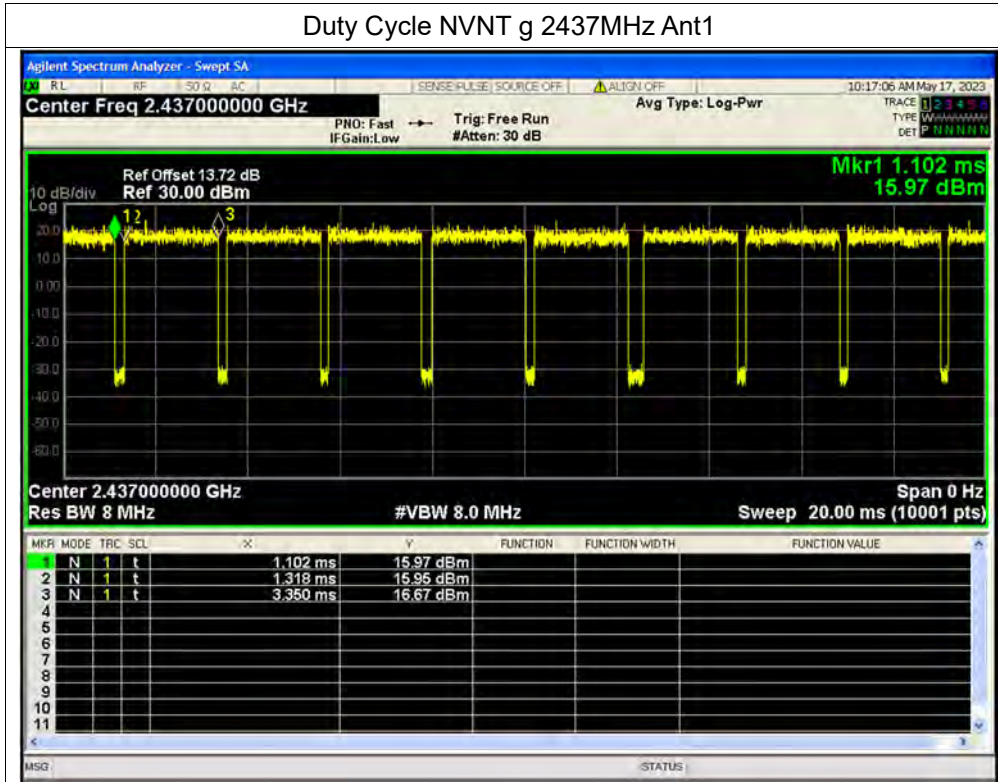 Duty Cycle NVNT g 2437MHz Ant1
Agilent Spectrum Analyzer - Swept SA
LXI RL RF 50 Ω AC SENSE:PULSE SOURCE OFF ALIGN OFF 10:17:06 AM May 17, 2023
Center Freq 2.437000000 GHz Avg Type: Log-Pwr TRACE 1 2 3 4 5 6
PNO: Fast Trig: Free Run TYPE W
IFGain:Low #Atten: 30 dB DET P N N N N N
Mkr1 1.102 ms
Ref Offset 13.72 dB
10 dB/div Ref 30.00 dBm 15.97 dBm
Log
1 2 3
20.0
10.0
0.00
-10.0
-20.0
-30.0
-40.0
-50.0
-60.0
Center 2.437000000 GHz Span 0 Hz
Res BW 8 MHz #VBW 8.0 MHz Sweep 20.00 ms (10001 pts)
MKR MODE TRC SCL X Y FUNCTION FUNCTION WIDTH FUNCTION VALUE
1 N 1 t 1.102 ms 15.97 dBm
2 N 1 t 1.318 ms 15.95 dBm
3 N 1 t 3.350 ms 16.67 dBm
4
5
6
7
8
9
10
11
MSG STATUS